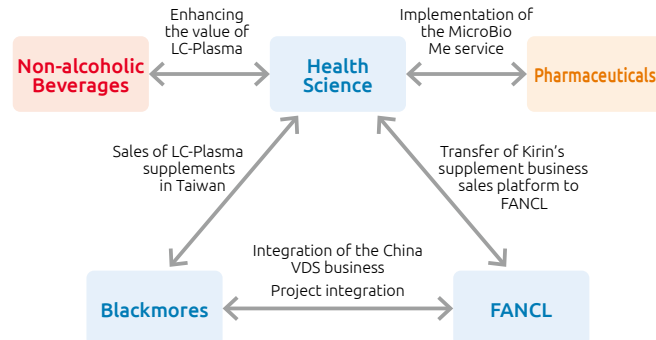 Enhancing
the value of
LC-Plasma
Implementation of
the MicroBio
Me service
Non-alcoholic
Beverages
Health
Science
Pharmaceuticals
Sales of LC-Plasma
supplements
in Taiwan
Transfer of Kirin’s
supplement business
sales platform to
FANCL
Integration of the China
VDS business
Project integration
Blackmores
FANCL